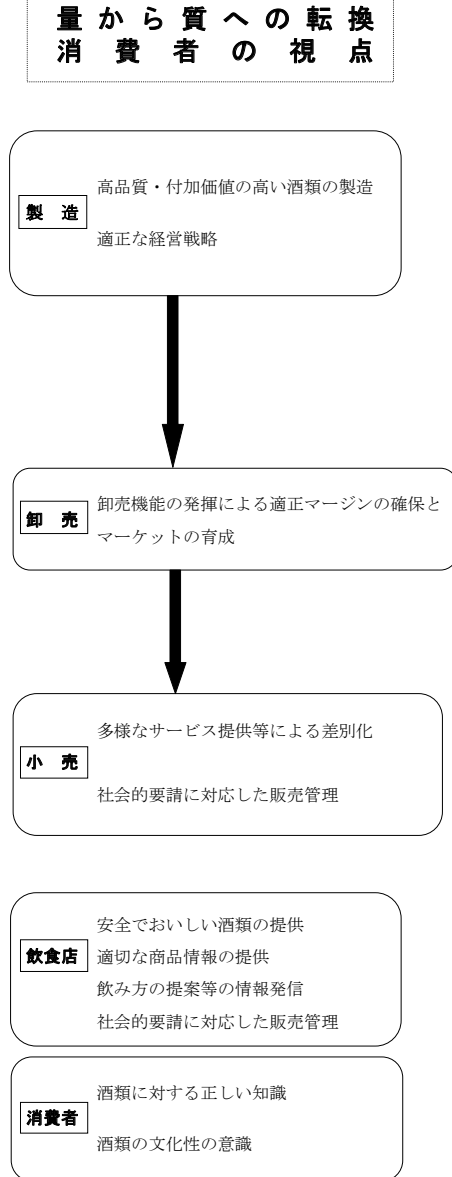 量から質への転換
消費者の視点
高品質・付加価値の高い酒類の製造
製造
適正な経営戦略
卸売機能の発揮による適正マージンの確保と
卸売
マーケットの育成
多様なサービス提供等による差別化
小売
社会的要請に対応した販売管理
安全でおいしい酒類の提供
飲食店
適切な商品情報の提供
飲み方の提案等の情報発信
社会的要請に対応した販売管理
酒類に対する正しい知識
消費者
酒類の文化性の意識